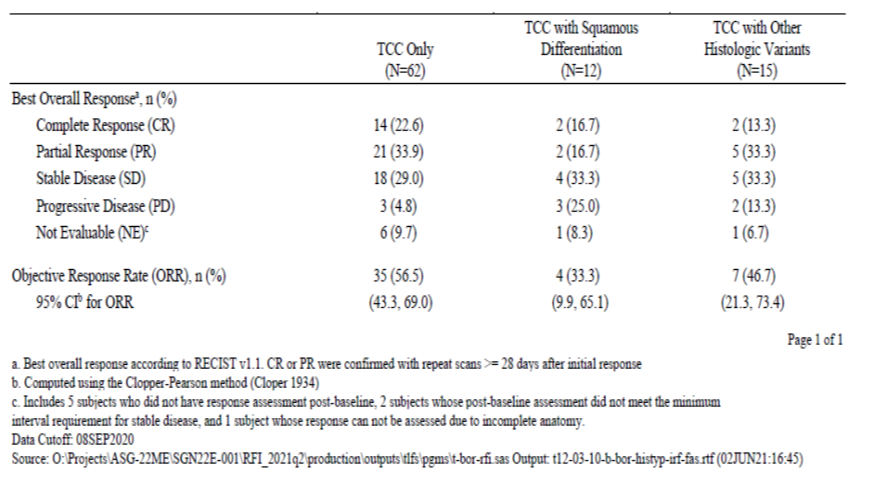 TCC Only (N=62) TCC with Squamous Differentiation (N=12) TCC with Other Histologic Variants (N=15)
Best Overall Responseᵃ, n (%)
Complete Response (CR) 14 (22.6) 2 (16.7) 2 (13.3)
Partial Response (PR) 21 (33.9) 2 (16.7) 5 (33.3)
Stable Disease (SD) 18 (29.0) 4 (33.3) 5 (33.3)
Progressive Disease (PD) 3 (4.8) 3 (25.0) 2 (13.3)
Not Evaluable (NE)ᶜ 6 (9.7) 1 (8.3) 1 (6.7)
Objective Response Rate (ORR), n (%) 35 (56.5) 4 (33.3) 7 (46.7)
95% CIᵇ for ORR (43.3, 69.0) (9.9, 65.1) (21.3, 73.4)
Page 1 of 1
a. Best overall response according to RECIST v1.1. CR or PR were confirmed with repeat scans >= 28 days after initial response
b. Computed using the Clopper-Pearson method (Cloper 1934)
c. Includes 5 subjects who did not have response assessment post-baseline, 2 subjects whose post-baseline assessment did not meet the minimum
interval requirement for stable disease, and 1 subject whose response can not be assessed due to incomplete anatomy.
Data Cutoff: 08SEP2020
Source: O:\Projects\ASG-22ME\SGN22E-001\RFI_2021q2\production\outputs\tlfs\pgms\t-bor-rfi.sas Output: t12-03-10-b-bor-histyp-irf-fas.rtf (02JUN21:16:45)